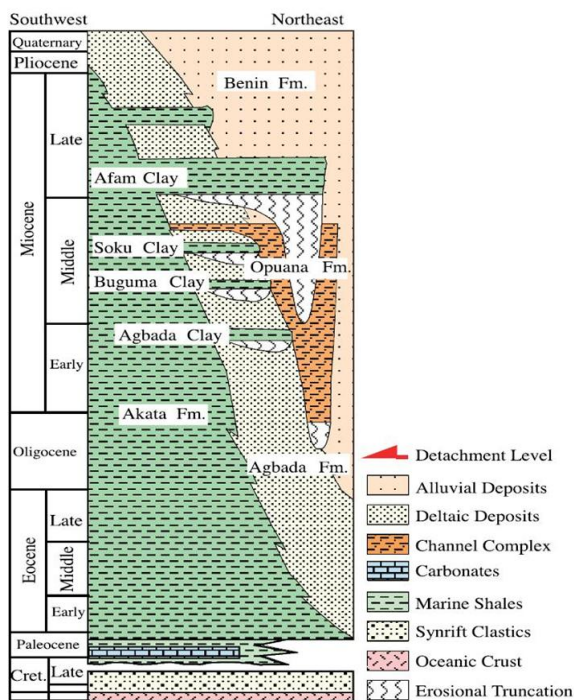 Southwest Northeast
Quaternary
Pliocene
Benin Fm.
Late
Afam Clay
Miocene
Middle
Soku Clay
Opuana Fm.
Buguma Clay
Agbada Clay
Early
Akata Fm.
Oligocene
Agbada Fm.
Eocene
Late
Middle
Early
Paleocene
Cret. Late
Detachment Level
Alluvial Deposits
Deltaic Deposits
Channel Complex
Carbonates
Marine Shales
Synrift Clastics
Oceanic Crust
Erosional Truncation